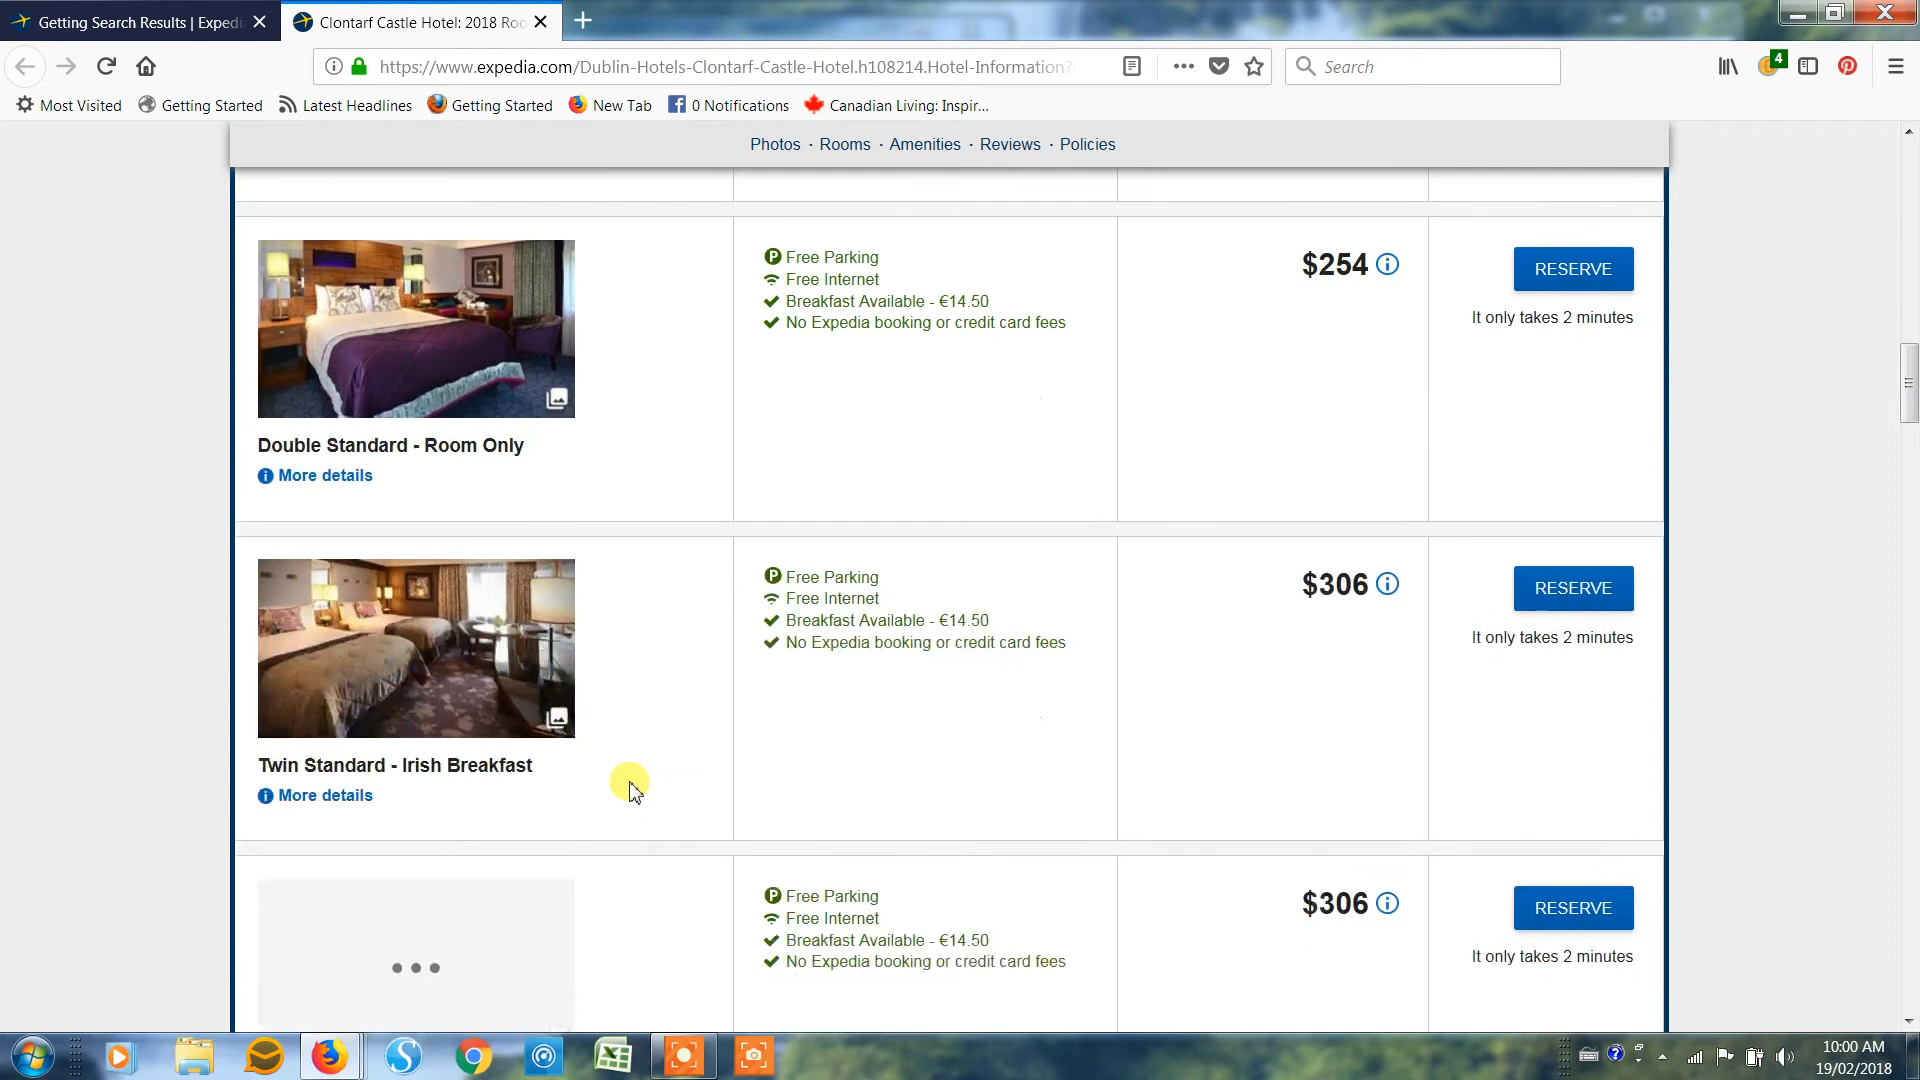 Getting Search Results | Expedi
Clontarf Castle Hotel: 2018 Roo
https://www.expedia.com/Dublin-Hotels-Clontarf-Castle-Hotel.h108214.Hotel-Information?
Search
4
Most Visited
Getting Started
Latest Headlines
Getting Started
New Tab
0 Notifications
Canadian Living: Inspir...
Photos · Rooms · Amenities · Reviews · Policies
Free Parking
Free Internet
Breakfast Available - €14.50
No Expedia booking or credit card fees
$254
RESERVE
It only takes 2 minutes
Double Standard - Room Only
More details
Free Parking
Free Internet
Breakfast Available - €14.50
No Expedia booking or credit card fees
$306
RESERVE
It only takes 2 minutes
Twin Standard - Irish Breakfast
More details
Free Parking
Free Internet
Breakfast Available - €14.50
No Expedia booking or credit card fees
$306
RESERVE
It only takes 2 minutes
10:00 AM
19/02/2018